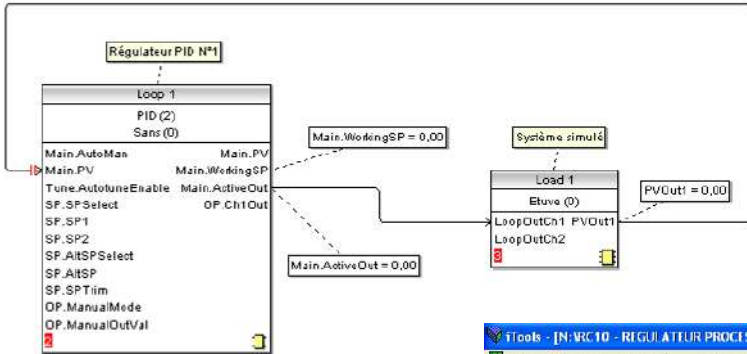 Régulateur PID N°1
Loop 1
PID (2)
Sans (0)
Main.AutoMan Main.PV
Main.PV Main.WorkingSP
Tune.AutotuneEnable Main.ActiveOut
SP.SPSelect OP.Ch1Out
SP.SP1
SP.SP2
SP.AltSPSelect
SP.AltSP
SP.SPTrim
OP.ManualMode
OP.ManualOutVal
2
Main.WorkingSP = 0,00
Main.ActiveOut = 0,00
Système simulé
Load 1
Etuve (0)
LoopOutCh1 PVOut1
LoopOutCh2
3
PVOut1 = 0,00
iTools - [N:\RC10 - REGULATEUR PROCES